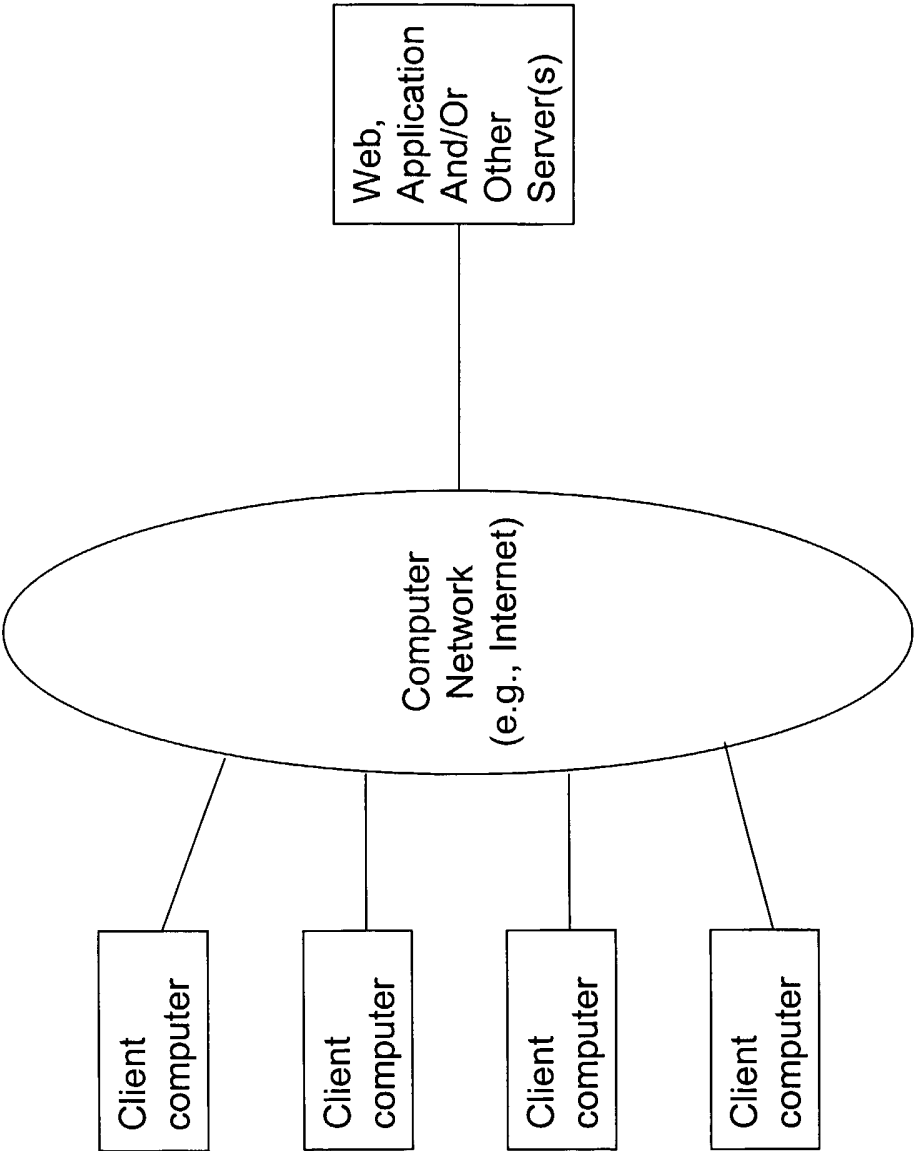 Web,
Application
And/Or
Other
Server(s)
Computer
Network
(e.g., Internet)
Client
computer
Client
computer
Client
computer
Client
computer